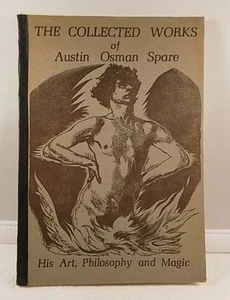 THE COLLECTED WORKS
of
Austin Osman Spare
His Art, Philosophy and Magic